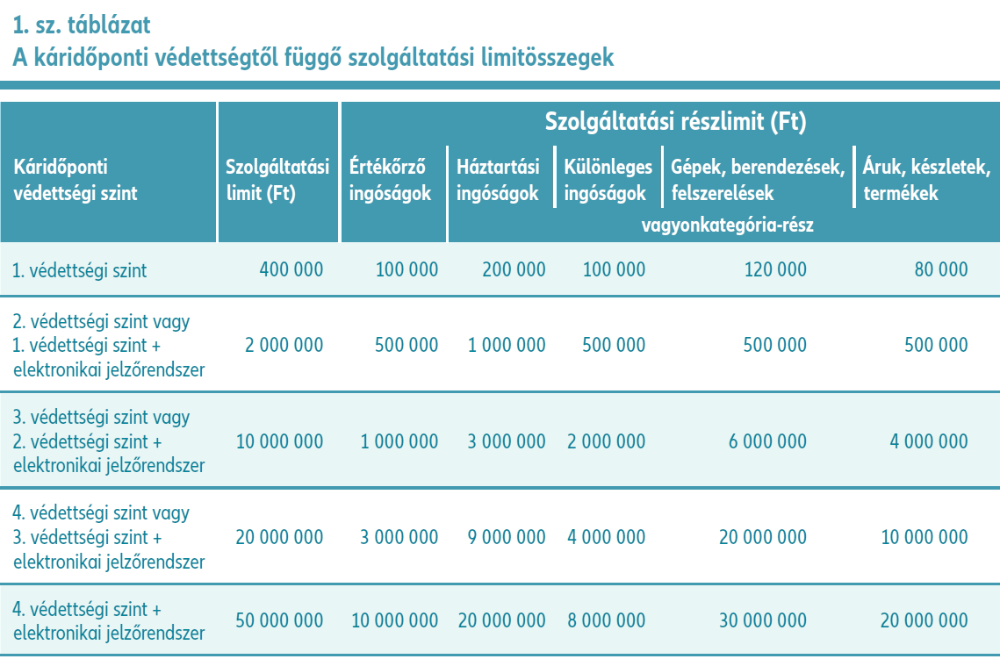 1. sz. táblázat
A káridőponti védettségtől függő szolgáltatási limitösszegek
Káridőponti
védettségi szint
Szolgáltatási
limit (Ft)
Szolgáltatási részlimit (Ft)
Értékőrző
ingóságok
Háztartási
ingóságok
Különleges
ingóságok
Gépek, berendezések,
felszerelések
Áruk, készletek,
termékek
vagyonkategória-rész
1. védettségi szint 400 000 100 000 200 000 100 000 120 000 80 000
2. védettségi szint vagy
1. védettségi szint + 2 000 000 500 000 1 000 000 500 000 500 000 500 000
elektronikai jelzőrendszer
3. védettségi szint vagy
2. védettségi szint + 10 000 000 1 000 000 3 000 000 2 000 000 6 000 000 4 000 000
elektronikai jelzőrendszer
4. védettségi szint vagy
3. védettségi szint + 20 000 000 3 000 000 9 000 000 4 000 000 20 000 000 10 000 000
elektronikai jelzőrendszer
4. védettségi szint +
elektronikai jelzőrendszer 50 000 000 10 000 000 20 000 000 8 000 000 30 000 000 20 000 000